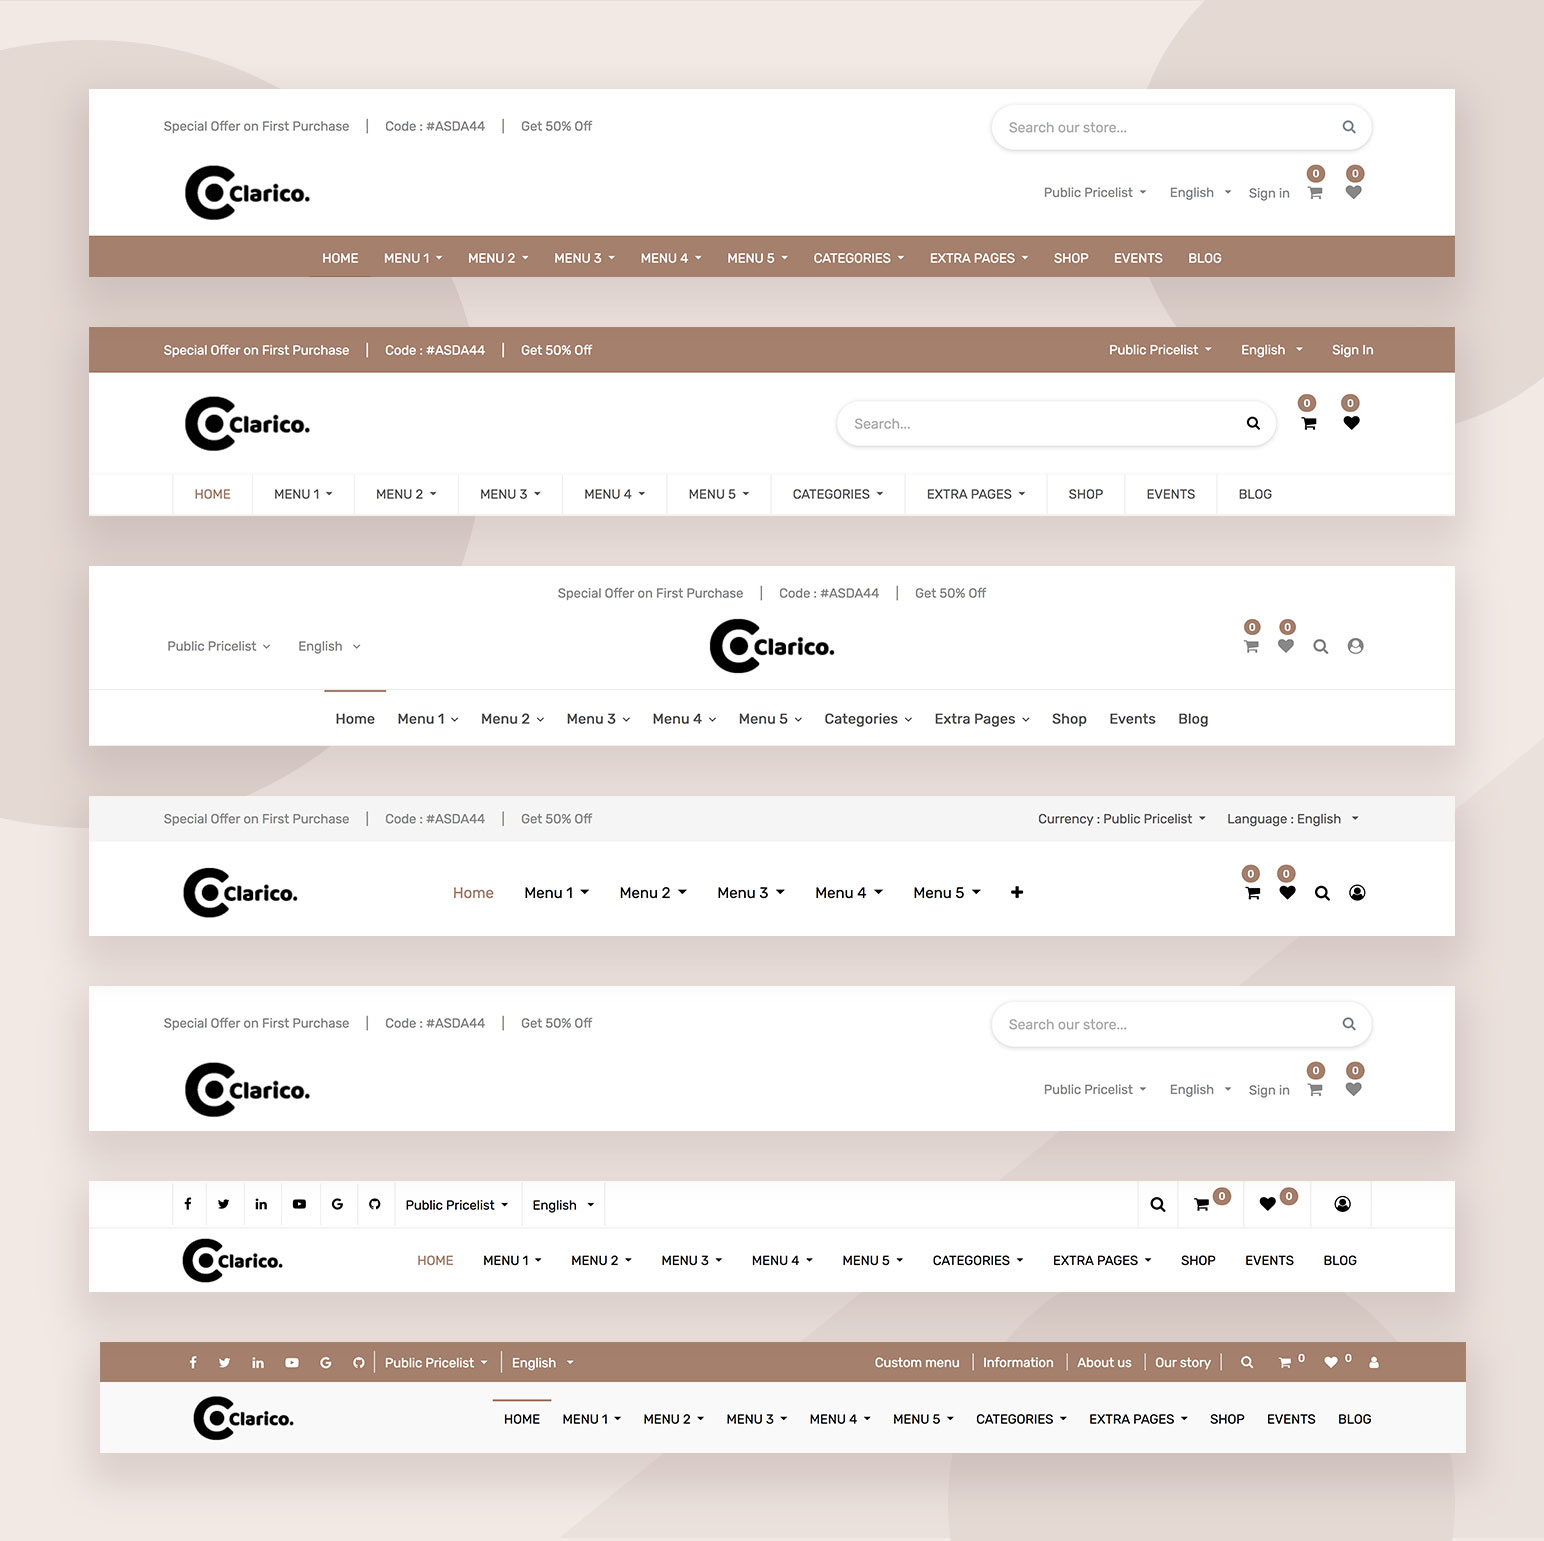 Special Offer on First Purchase | Code : #ASDA44 | Get 50% Off
Search our store...
Clarico.
Public Pricelist English Sign in 0 0
HOME MENU 1 MENU 2 MENU 3 MENU 4 MENU 5 CATEGORIES EXTRA PAGES SHOP EVENTS BLOG
Special Offer on First Purchase | Code : #ASDA44 | Get 50% Off Public Pricelist English Sign In
Clarico. Search... 0 0
HOME MENU 1 MENU 2 MENU 3 MENU 4 MENU 5 CATEGORIES EXTRA PAGES SHOP EVENTS BLOG
Special Offer on First Purchase | Code : #ASDA44 | Get 50% Off
Public Pricelist English Clarico. 0 0
Home Menu 1 Menu 2 Menu 3 Menu 4 Menu 5 Categories Extra Pages Shop Events Blog
Special Offer on First Purchase | Code : #ASDA44 | Get 50% Off Currency : Public Pricelist Language : English
Clarico. Home Menu 1 Menu 2 Menu 3 Menu 4 Menu 5 0 0
Special Offer on First Purchase | Code : #ASDA44 | Get 50% Off
Search our store...
Clarico.
Public Pricelist English Sign in 0 0
Public Pricelist English 0 0
Clarico. HOME MENU 1 MENU 2 MENU 3 MENU 4 MENU 5 CATEGORIES EXTRA PAGES SHOP EVENTS BLOG
Public Pricelist | English Custom menu | Information | About us | Our story | 0 0
Clarico. HOME MENU 1 MENU 2 MENU 3 MENU 4 MENU 5 CATEGORIES EXTRA PAGES SHOP EVENTS BLOG